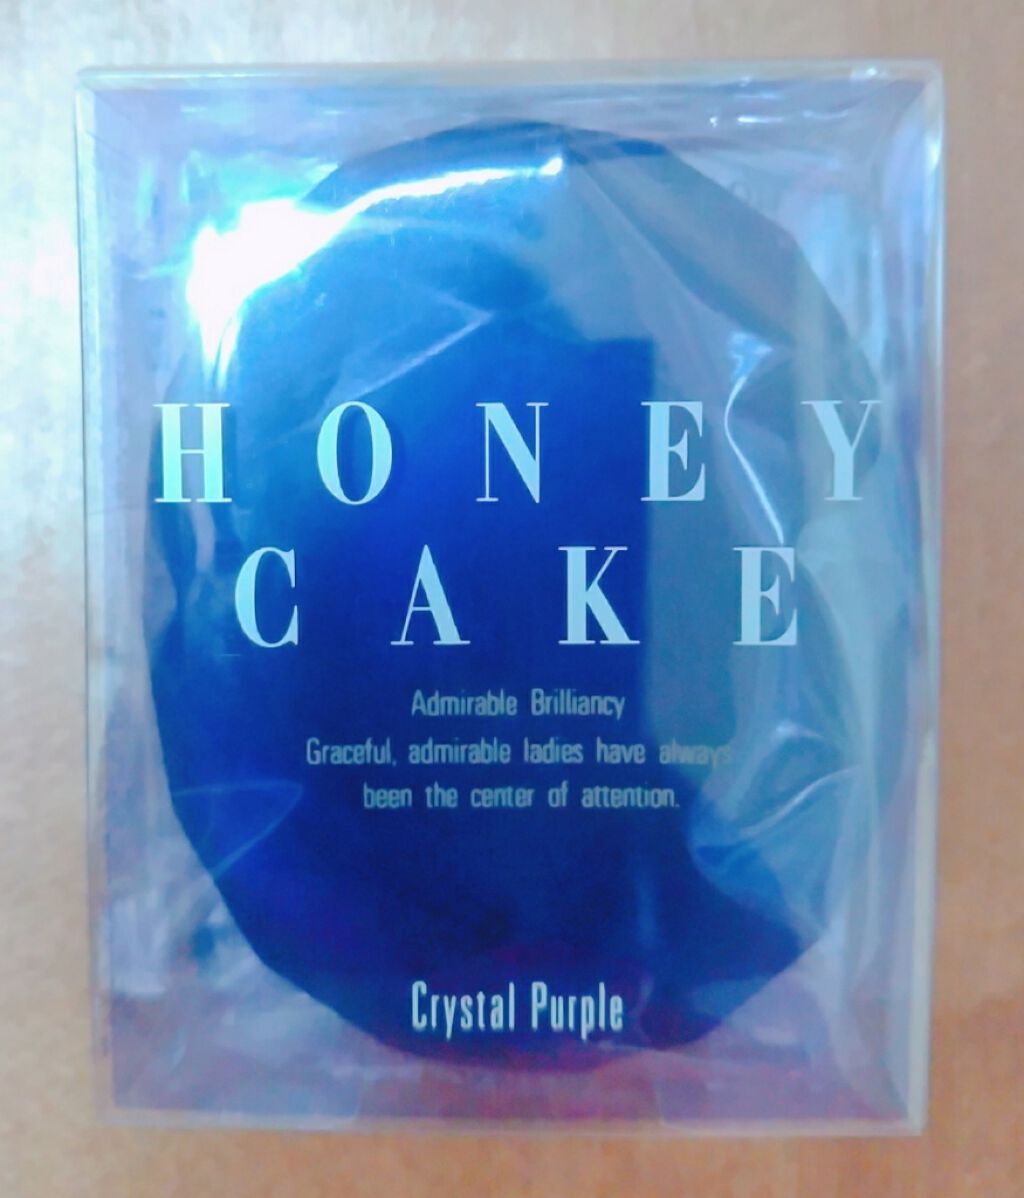 HONEY
CAKE
Admirable Brilliancy
Graceful, admirable ladies have always
been the center of attention.
Crystal Purple